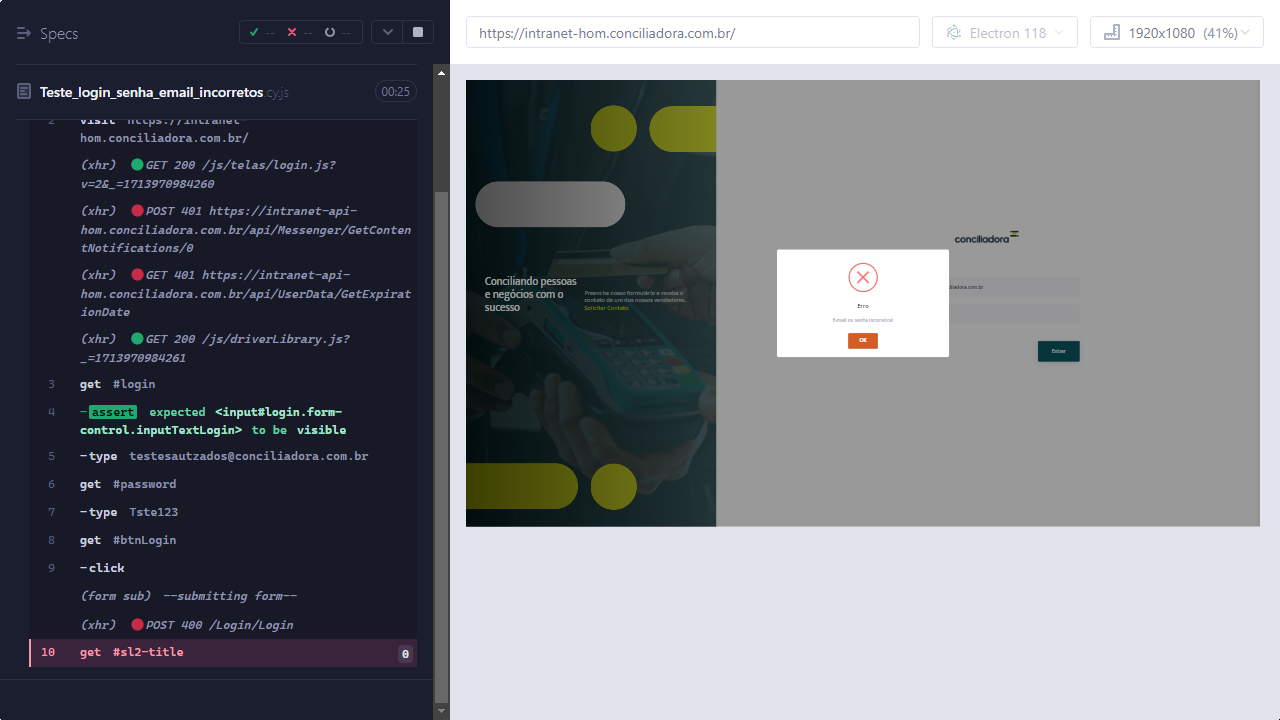 Specs
--
--
--
https://intranet-hom.conciliadora.com.br/
Electron 118
1920x1080 (41%)
Teste_login_senha_email_incorretos cy.js
00:25
2 visit https://intranet-
hom.conciliadora.com.br/
(xhr) GET 200 /js/telas/login.js?
v=2&_=1713970984260
(xhr) POST 401 https://intranet-api-
hom.conciliadora.com.br/api/Messenger/GetConten
tNotifications/0
(xhr) GET 401 https://intranet-api-
hom.conciliadora.com.br/api/UserData/GetExpirat
ionDate
(xhr) GET 200 /js/driverLibrary.js?
_=1713970984261
3 get #login
4 -assert expected <input#login.form-
control.inputTextLogin> to be visible
5 -type testesautzados@conciliadora.com.br
6 get #password
7 -type Tste123
8 get #btnLogin
9 -click
(form sub) --submitting form--
(xhr) POST 400 /Login/Login
10 get #sl2-title 0
Conciliando pessoas
e negócios com o
sucesso
Preencha nosso formulário e receba o
contato de um dos nossos vendedores.
Solicitar Contato
conciliadora
Erro
E-mail ou senha incorretos!
OK
iliadora.com.br
Entrar